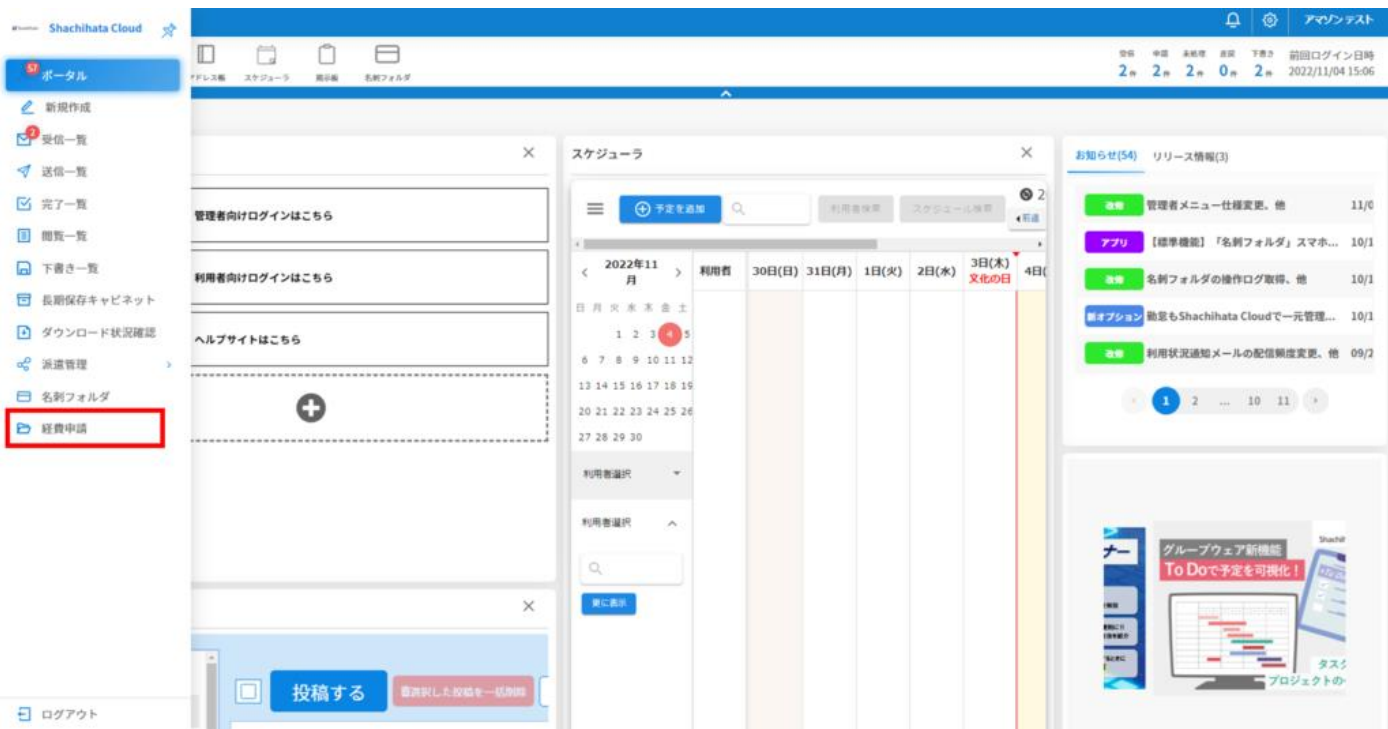 Shachihata Cloud
アマゾンテスト
57
ポータル
新規作成
2
受信一覧
送信一覧
完了一覧
閲覧一覧
下書き一覧
長期保存キャビネット
ダウンロード状況確認
派遣管理
名刺フォルダ
経費申請
ログアウト
ドレス帳 スケジューラ 掲示板 名刺フォルダ
受信 申請 未処理 差戻 下書き 前回ログイン日時
2件 2件 2件 0件 2件 2022/11/04 15:06
管理者向けログインはこちら
利用者向けログインはこちら
ヘルプサイトはこちら
投稿する
選択した投稿を一括削除
スケジューラ
予定を追加 利用者検索 スケジュール検索
2022年11月
利用者 30日(日) 31日(月) 1日(火) 2日(水) 3日(木) 4日(
文化の日
日 月 火 水 木 金 土
1 2 3 4 5
6 7 8 9 10 11 12
13 14 15 16 17 18 19
20 21 22 23 24 25 26
27 28 29 30
利用者選択
利用者選択
更に表示
お知らせ(54) リリース情報(3)
改修 管理者メニュー仕様変更、他 11/0
アプリ 【標準機能】「名刺フォルダ」スマホ... 10/1
改修 名刺フォルダの操作ログ取得、他 10/1
新オプション 勤怠もShachihata Cloudで一元管理... 10/1
改修 利用状況通知メールの配信頻度変更、他 09/2
1 2 ... 10 11
ナー
グループウェア新機能
To Doで予定を可視化！
Shachih
タスク
プロジェクトの